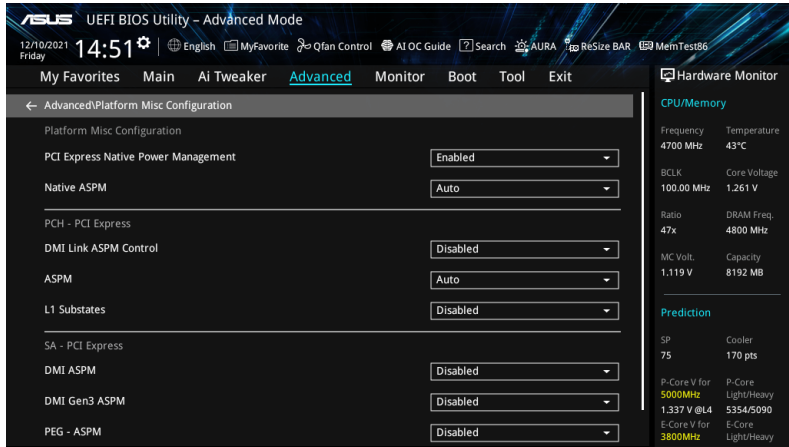 ASUS UEFI BIOS Utility – Advanced Mode
12/10/2021 Friday 14:51 English MyFavorite Qfan Control AI OC Guide ? Search AURA ReSize BAR MemTest86
My Favorites Main Ai Tweaker Advanced Monitor Boot Tool Exit
Hardware Monitor
← Advanced\Platform Misc Configuration
Platform Misc Configuration
PCI Express Native Power Management Enabled
Native ASPM Auto
PCH - PCI Express
DMI Link ASPM Control Disabled
ASPM Auto
L1 Substates Disabled
SA - PCI Express
DMI ASPM Disabled
DMI Gen3 ASPM Disabled
PEG - ASPM Disabled
CPU/Memory
Frequency Temperature
4700 MHz 43°C
BCLK Core Voltage
100.00 MHz 1.261 V
Ratio DRAM Freq.
47x 4800 MHz
MC Volt. Capacity
1.119 V 8192 MB
Prediction
SP Cooler
75 170 pts
P-Core V for P-Core
5000MHz Light/Heavy
1.337 V @L4 5354/5090
E-Core V for E-Core
3800MHz Light/Heavy